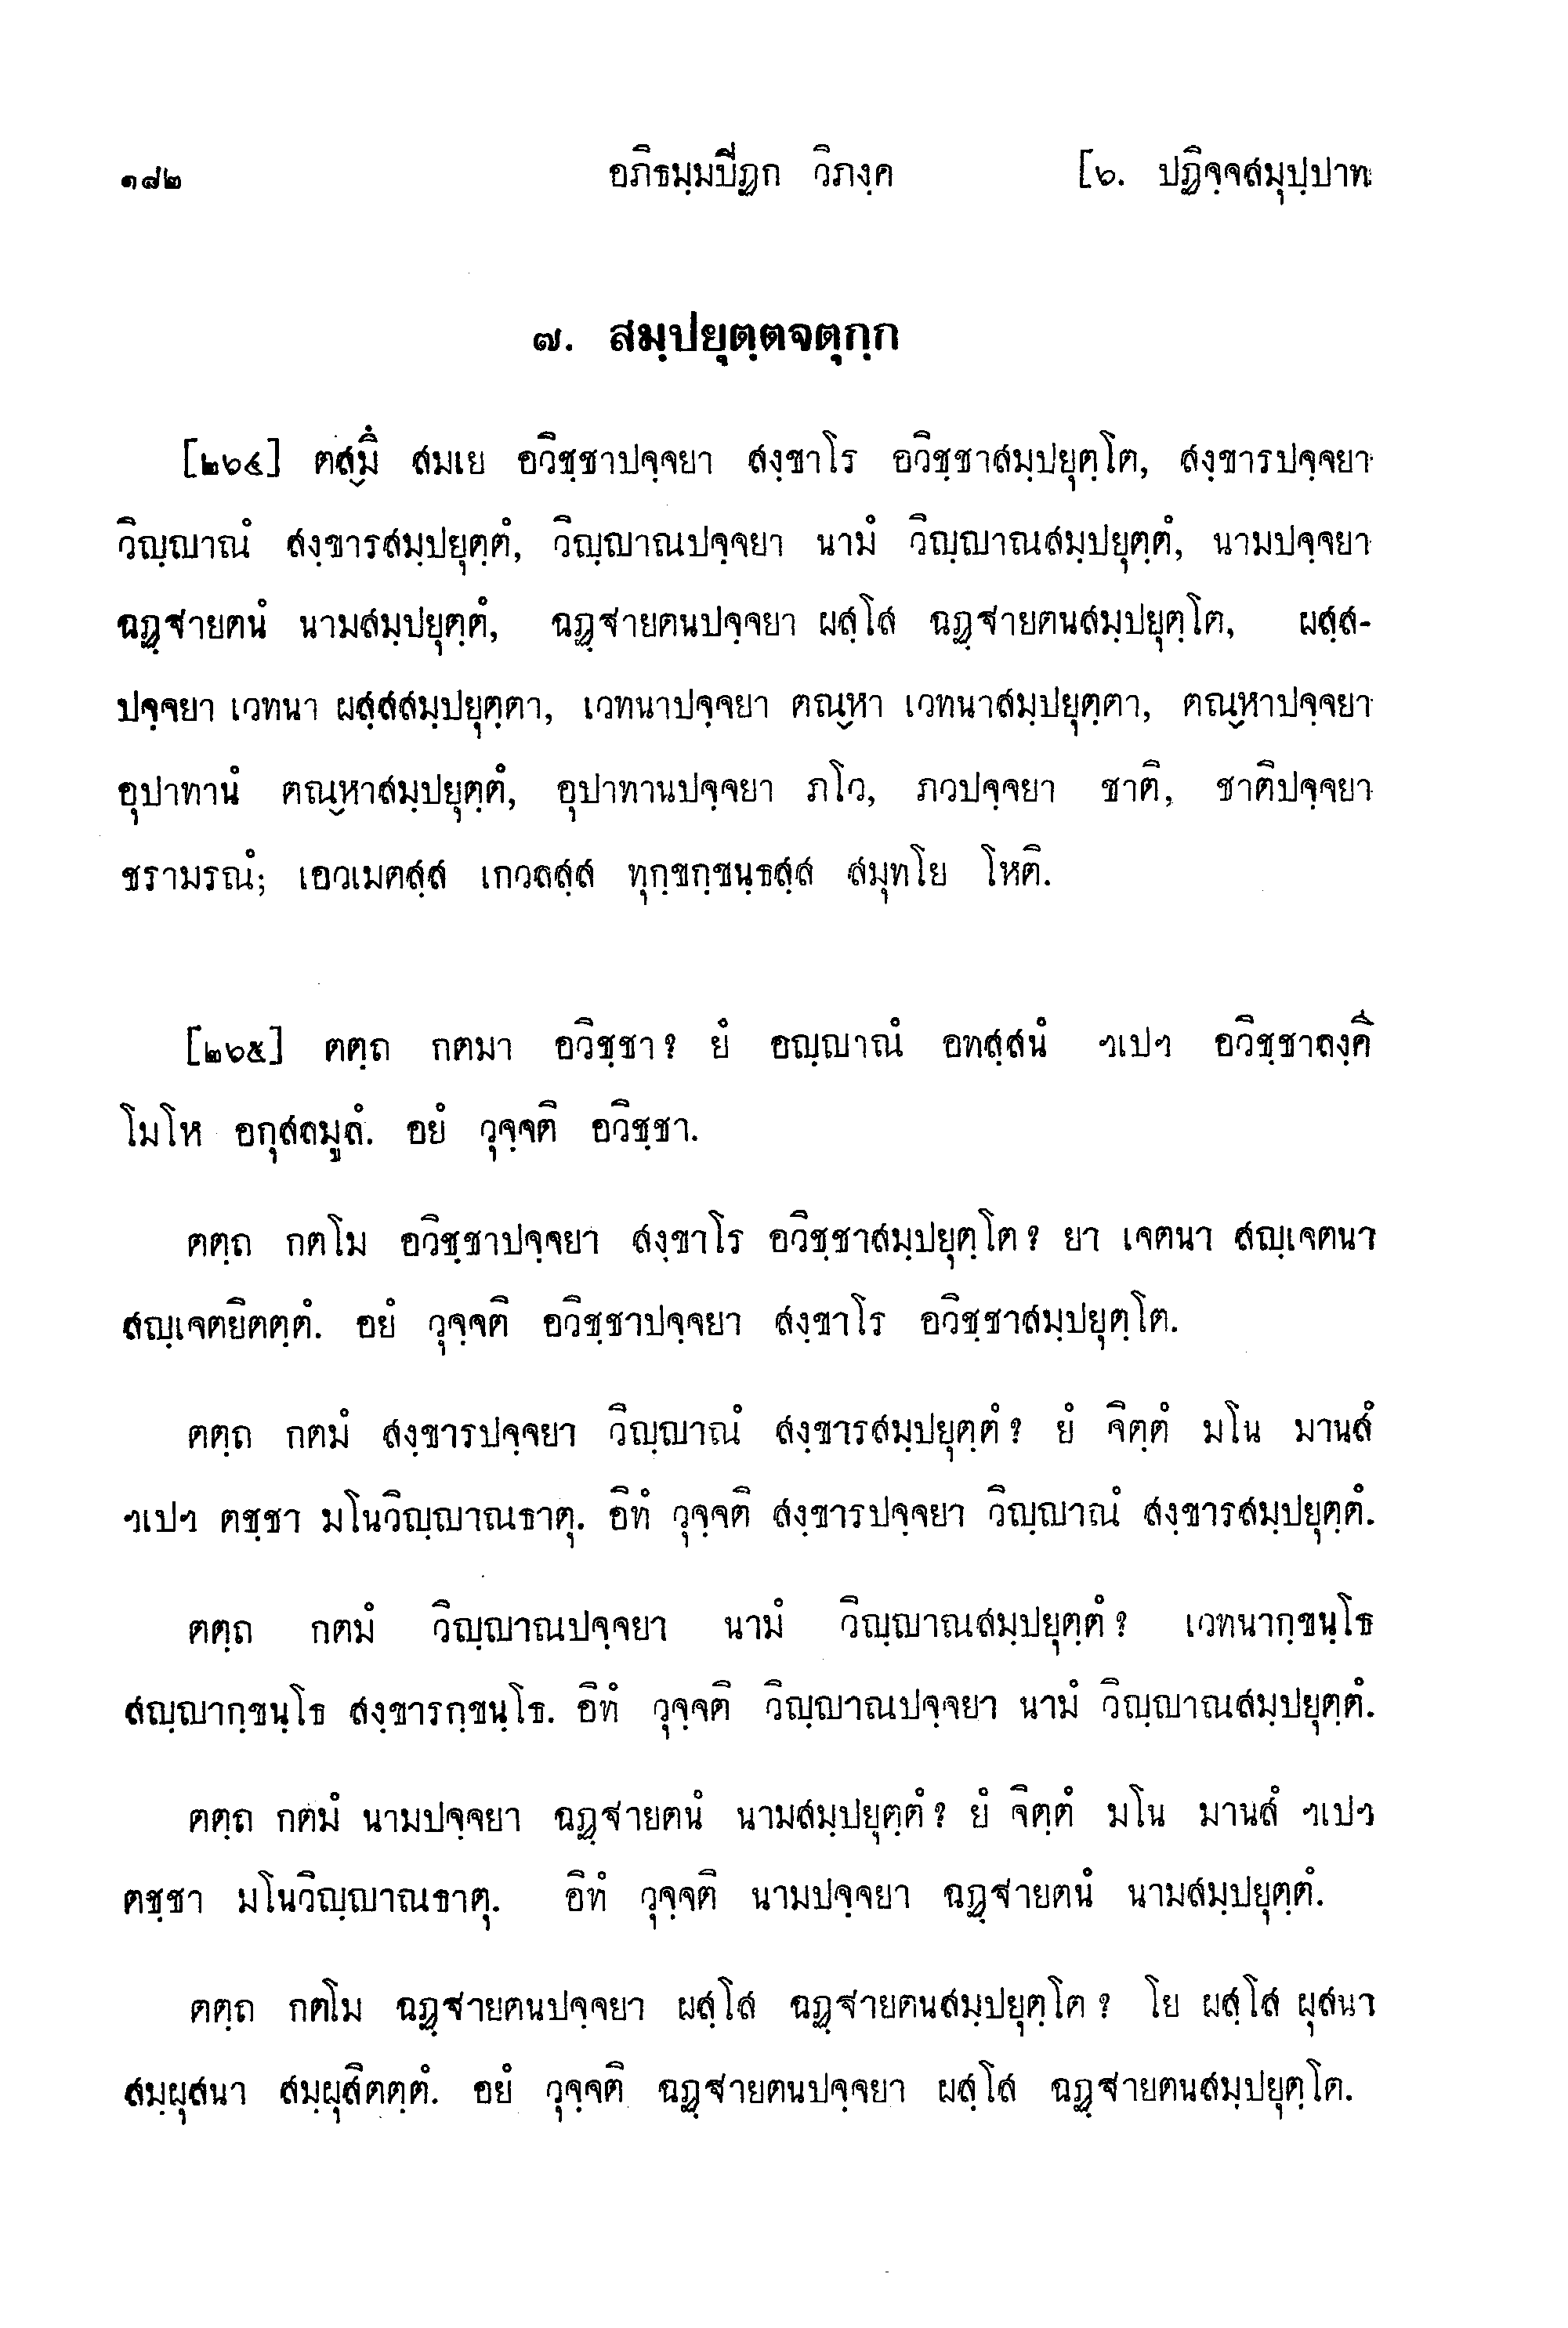 ๑๘๒ อภิธมฺมปีฏก วิภงฺค [๖. ปฏิจฺจสมุปฺปาท
๗. สมฺปยุตฺตจตุกฺก
[๒๖๔] ตสฺมึ สมเย อวิชฺชาปจฺจยา สงฺขาโร อวิชฺชาสมฺปยุตฺโต, สงฺขารปจฺจยา
วิญฺญาณํ สงฺขารสมฺปยุตฺตํ, วิญฺญาณปจฺจยา นามํ วิญฺญาณสมฺปยุตฺตํ, นามปจฺจยา
ฉฏฺฐายตนํ นามสมฺปยุตฺตํ, ฉฏฺฐายตนปจฺจยา ผสฺโส ฉฏฺฐายตนสมฺปยุตฺโต, ผสฺส-
ปจฺจยา เวทนา ผสฺสสมฺปยุตฺตา, เวทนาปจฺจยา ตณฺหา เวทนาสมฺปยุตฺตา, ตณฺหาปจฺจยา
อุปาทานํ ตณฺหาสมฺปยุตฺตํ, อุปาทานปจฺจยา ภโว, ภวปจฺจยา ชาติ, ชาติปจฺจยา
ชรามรณํ; เอวเมตสฺส เกวลสฺส ทุกฺขกฺขนฺธสฺส สมุทโย โหติ.
[๒๖๕] ตตฺถ กตมา อวิชฺชา? ยํ อญฺญาณํ อทสฺสนํ ฯเปฯ อวิชฺชาลงฺคี
โมโห อกุสลมูลํ. อยํ วุจฺจติ อวิชฺชา.
ตตฺถ กตโม อวิชฺชาปจฺจยา สงฺขาโร อวิชฺชาสมฺปยุตฺโต? ยา เจตนา สญฺเจตนา
สญฺเจตยิตตฺตํ. อยํ วุจฺจติ อวิชฺชาปจฺจยา สงฺขาโร อวิชฺชาสมฺปยุตฺโต.
ตตฺถ กตมํ สงฺขารปจฺจยา วิญฺญาณํ สงฺขารสมฺปยุตฺตํ? ยํ จิตฺตํ มโน มานสํ
ฯเปฯ ตชฺชา มโนวิญฺญาณธาตุ. อิทํ วุจฺจติ สงฺขารปจฺจยา วิญฺญาณํ สงฺขารสมฺปยุตฺตํ.
ตตฺถ กตมํ วิญฺญาณปจฺจยา นามํ วิญฺญาณสมฺปยุตฺตํ? เวทนากฺขนฺโธ
สญฺญากฺขนฺโธ สงฺขารกฺขนฺโธ. อิทํ วุจฺจติ วิญฺญาณปจฺจยา นามํ วิญฺญาณสมฺปยุตฺตํ.
ตตฺถ กตมํ นามปจฺจยา ฉฏฺฐายตนํ นามสมฺปยุตฺตํ? ยํ จิตฺตํ มโน มานสํ ฯเปฯ
ตชฺชา มโนวิญฺญาณธาตุ. อิทํ วุจฺจติ นามปจฺจยา ฉฏฺฐายตนํ นามสมฺปยุตฺตํ.
ตตฺถ กตโม ฉฏฺฐายตนปจฺจยา ผสฺโส ฉฏฺฐายตนสมฺปยุตฺโต? โย ผสฺโส ผุสนา
สมฺผุสนา สมฺผุสิตตฺตํ. อยํ วุจฺจติ ฉฏฺฐายตนปจฺจยา ผสฺโส ฉฏฺฐายตนสมฺปยุตฺโต.